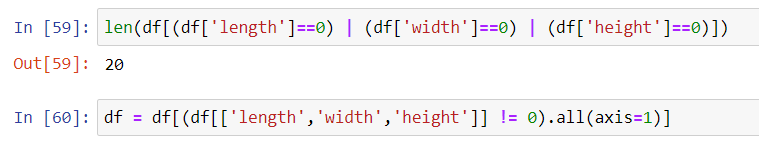 In [59]: len(df[(df['length']==0) | (df['width']==0) | (df['height']==0)])
Out[59]: 20
In [60]: df = df[(df[['length','width','height']] != 0).all(axis=1)]